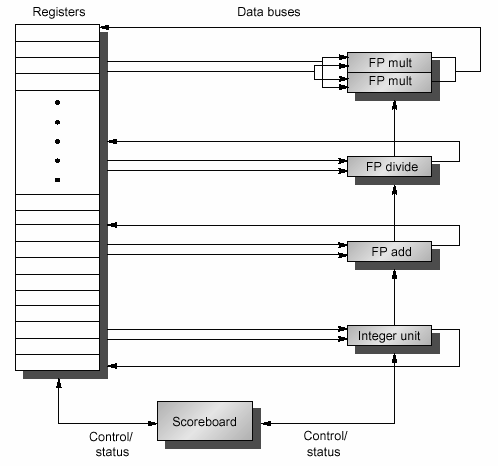 Registers
Data buses
FP mult
FP mult
FP divide
FP add
Integer unit
Scoreboard
Control/
status
Control/
status